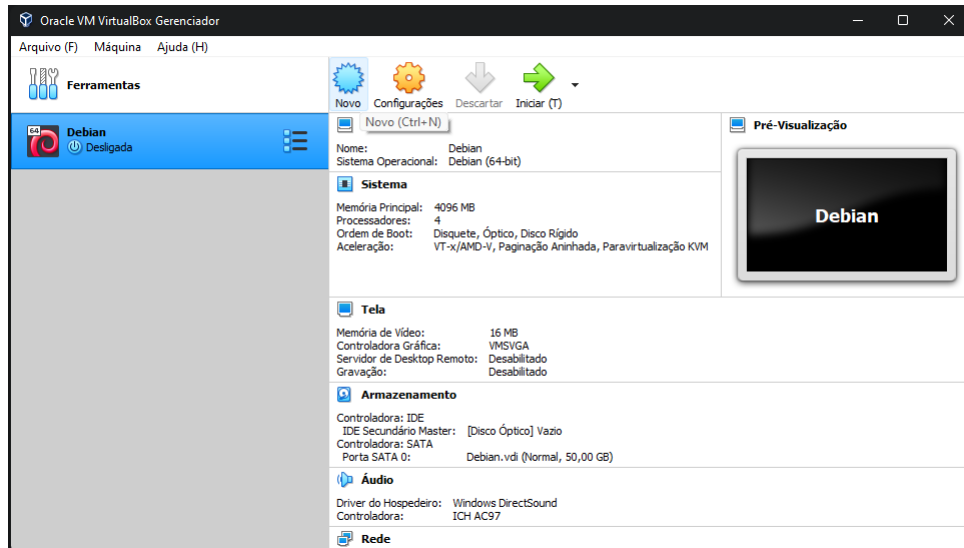 Oracle VM VirtualBox Gerenciador
Arquivo (F) Máquina Ajuda (H)
Ferramentas
Novo Configurações Descartar Iniciar (T)
Novo (Ctrl+N)
64
Debian
Desligada
Nome: Debian
Sistema Operacional: Debian (64-bit)
Pré-Visualização
Debian
Sistema
Memória Principal: 4096 MB
Processadores: 4
Ordem de Boot: Disquete, Óptico, Disco Rígido
Aceleração: VT-x/AMD-V, Paginação Aninhada, Paravirtualização KVM
Tela
Memória de Vídeo: 16 MB
Controladora Gráfica: VMSVGA
Servidor de Desktop Remoto: Desabilitado
Gravação: Desabilitado
Armazenamento
Controladora: IDE
IDE Secundário Master: [Disco Óptico] Vazio
Controladora: SATA
Porta SATA 0: Debian.vdi (Normal, 50,00 GB)
Áudio
Driver do Hospedeiro: Windows DirectSound
Controladora: ICH AC97
Rede